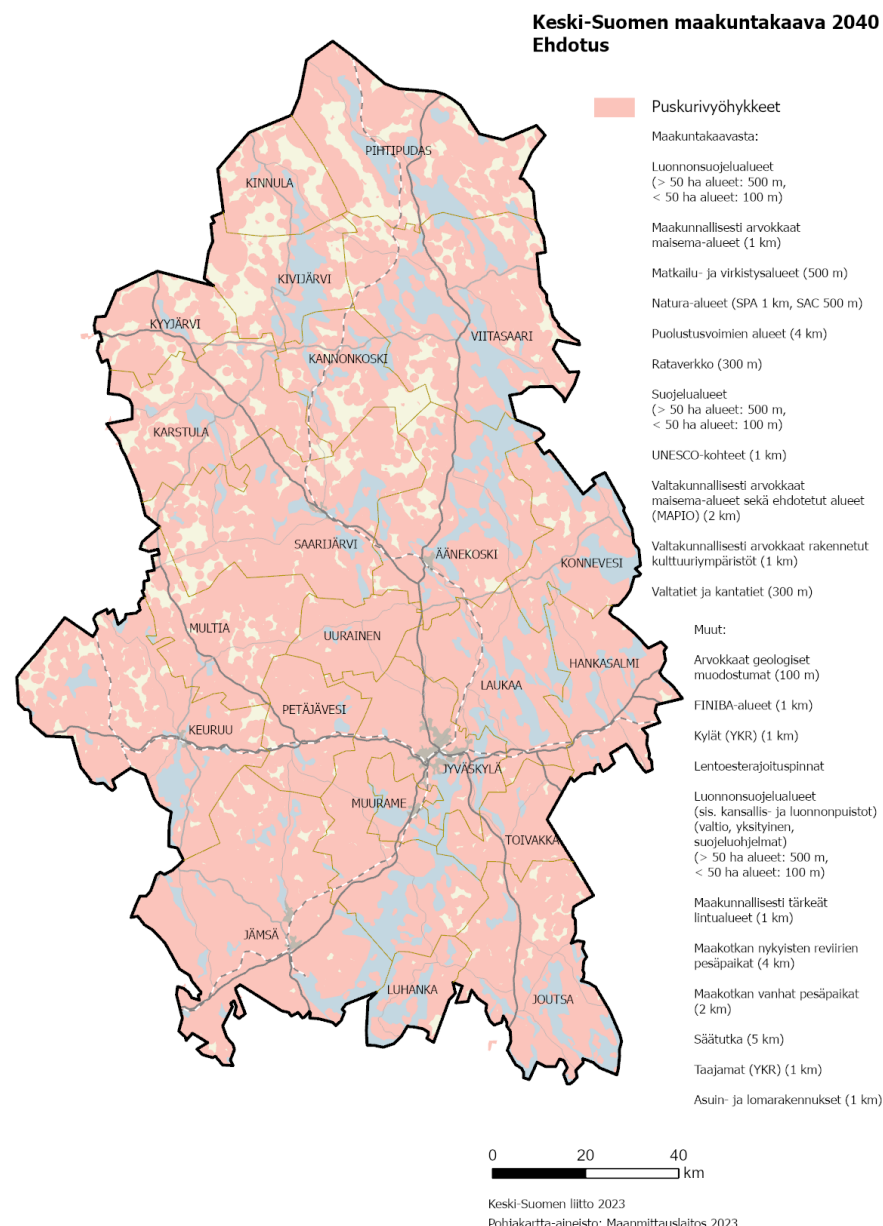 Keski-Suomen maakuntakaava 2040
Ehdotus
Puskurivyöhykkeet
Maakuntakaavasta:
Luonnonsuojelualueet
(> 50 ha alueet: 500 m,
< 50 ha alueet: 100 m)
Maakunnallisesti arvokkaat
maisema-alueet (1 km)
Matkailu- ja virkistysalueet (500 m)
Natura-alueet (SPA 1 km, SAC 500 m)
Puolustusvoimien alueet (4 km)
Rataverkko (300 m)
Suojelualueet
(> 50 ha alueet: 500 m,
< 50 ha alueet: 100 m)
UNESCO-kohteet (1 km)
Valtakunnallisesti arvokkaat
maisema-alueet sekä ehdotetut alueet
(MAPIO) (2 km)
Valtakunnallisesti arvokkaat rakennetut
kulttuuriympäristöt (1 km)
Valtatiet ja kantatiet (300 m)
Muut:
Arvokkaat geologiset
muodostumat (100 m)
FINIBA-alueet (1 km)
Kylät (YKR) (1 km)
Lentoesterajoituspinnat
Luonnonsuojelualueet
(sis. kansallis- ja luonnonpuistot)
(valtio, yksityinen,
suojeluohjelmat)
(> 50 ha alueet: 500 m,
< 50 ha alueet: 100 m)
Maakunnallisesti tärkeät
lintualueet (1 km)
Maakotkan nykyisten reviirien
pesäpaikat (4 km)
Maakotkan vanhat pesäpaikat
(2 km)
Säätutka (5 km)
Taajamat (YKR) (1 km)
Asuin- ja lomarakennukset (1 km)
PIHTIPUDAS
KINNULA
KIVIJÄRVI
KYYJÄRVI
VIITASAARI
KANNONKOSKI
KARSTULA
SAARIJÄRVI
ÄÄNEKOSKI
KONNEVESI
MULTIA
UURAINEN
HANKASALMI
LAUKAA
PETÄJÄVESI
KEURUU
JYVÄSKYLÄ
MUURAME
TOIVAKKA
JÄMSÄ
LUHANKA
JOUTSA
0 20 40
km
Keski-Suomen liitto 2023
Pohjakartta-aineisto: Maanmittauslaitos 2023